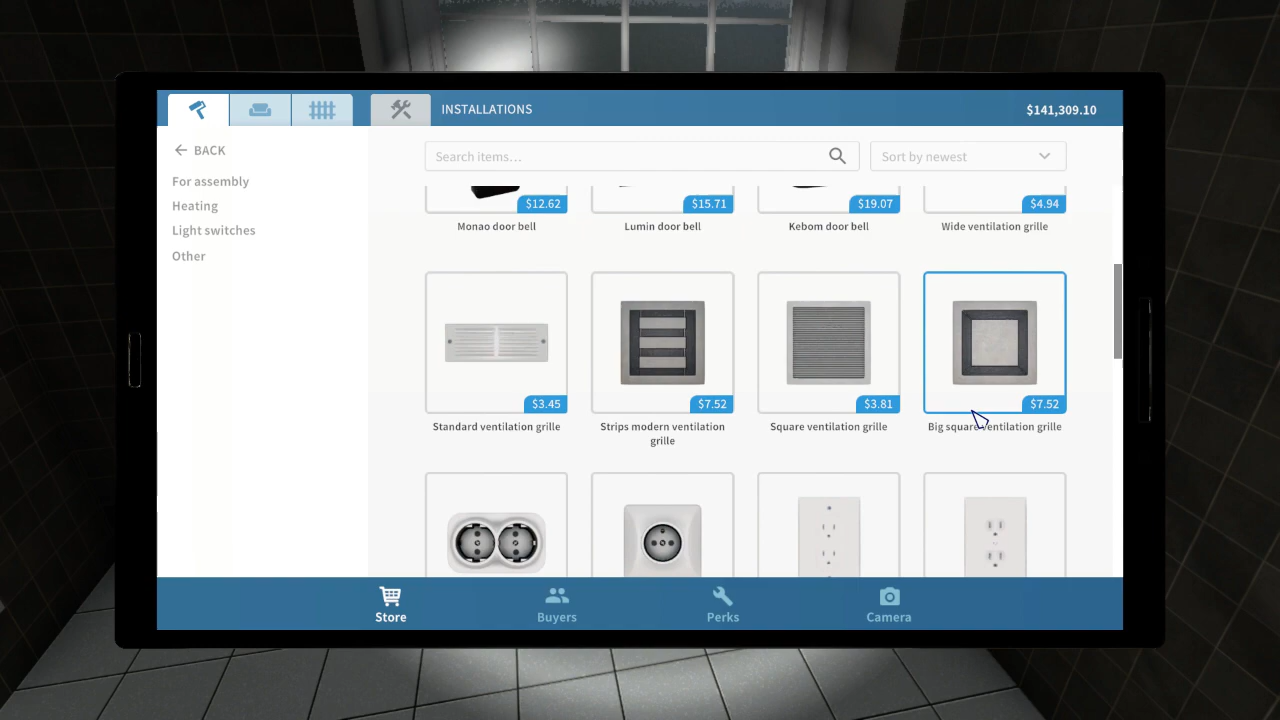 INSTALLATIONS
$141,309.10
BACK
For assembly
Heating
Light switches
Other
Search items...
Sort by newest
$12.62
$15.71
$19.07
$4.94
Monao door bell
Lumin door bell
Kebom door bell
Wide ventilation grille
$3.45
$7.52
$3.81
$7.52
Standard ventilation grille
Strips modern ventilation
grille
Square ventilation grille
Big square ventilation grille
Store
Buyers
Perks
Camera